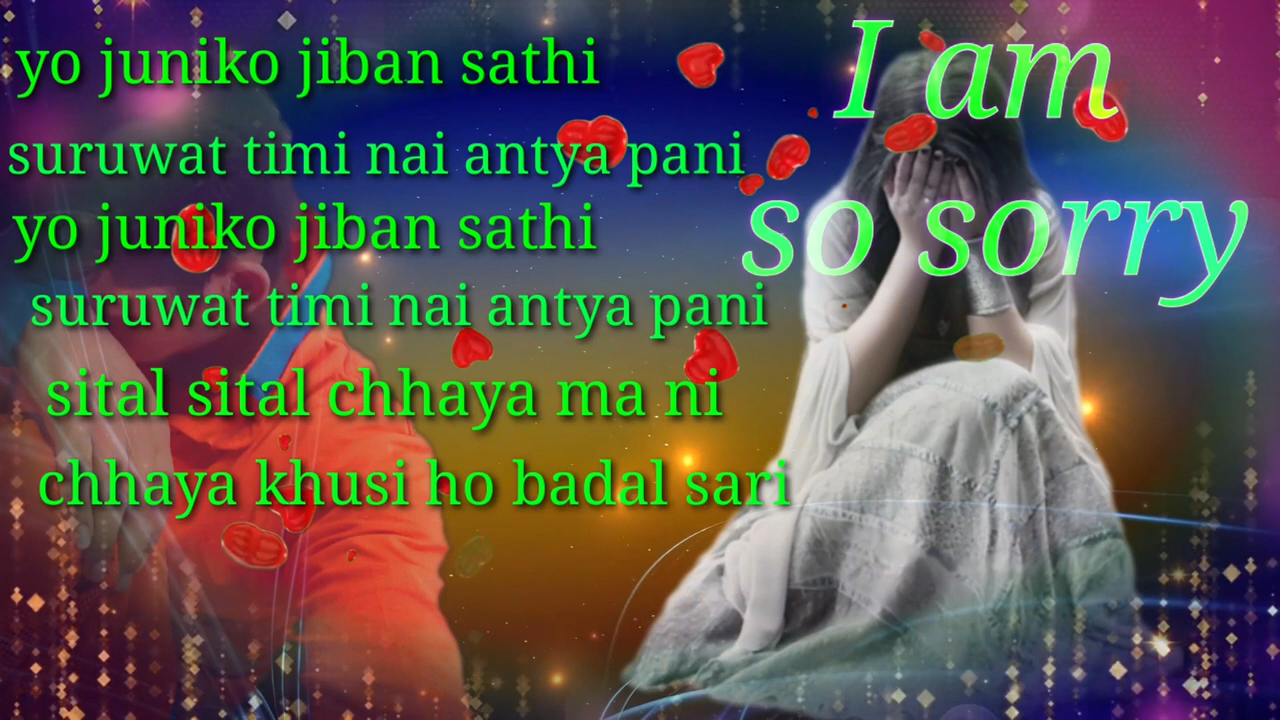 yo juniko jiban sathi
suruwat timi nai antya pani
yo juniko jiban sathi
suruwat timi nai antya pani
sital sital chhaya ma ni
chhaya khusi ho badal sari
I am
so sorry